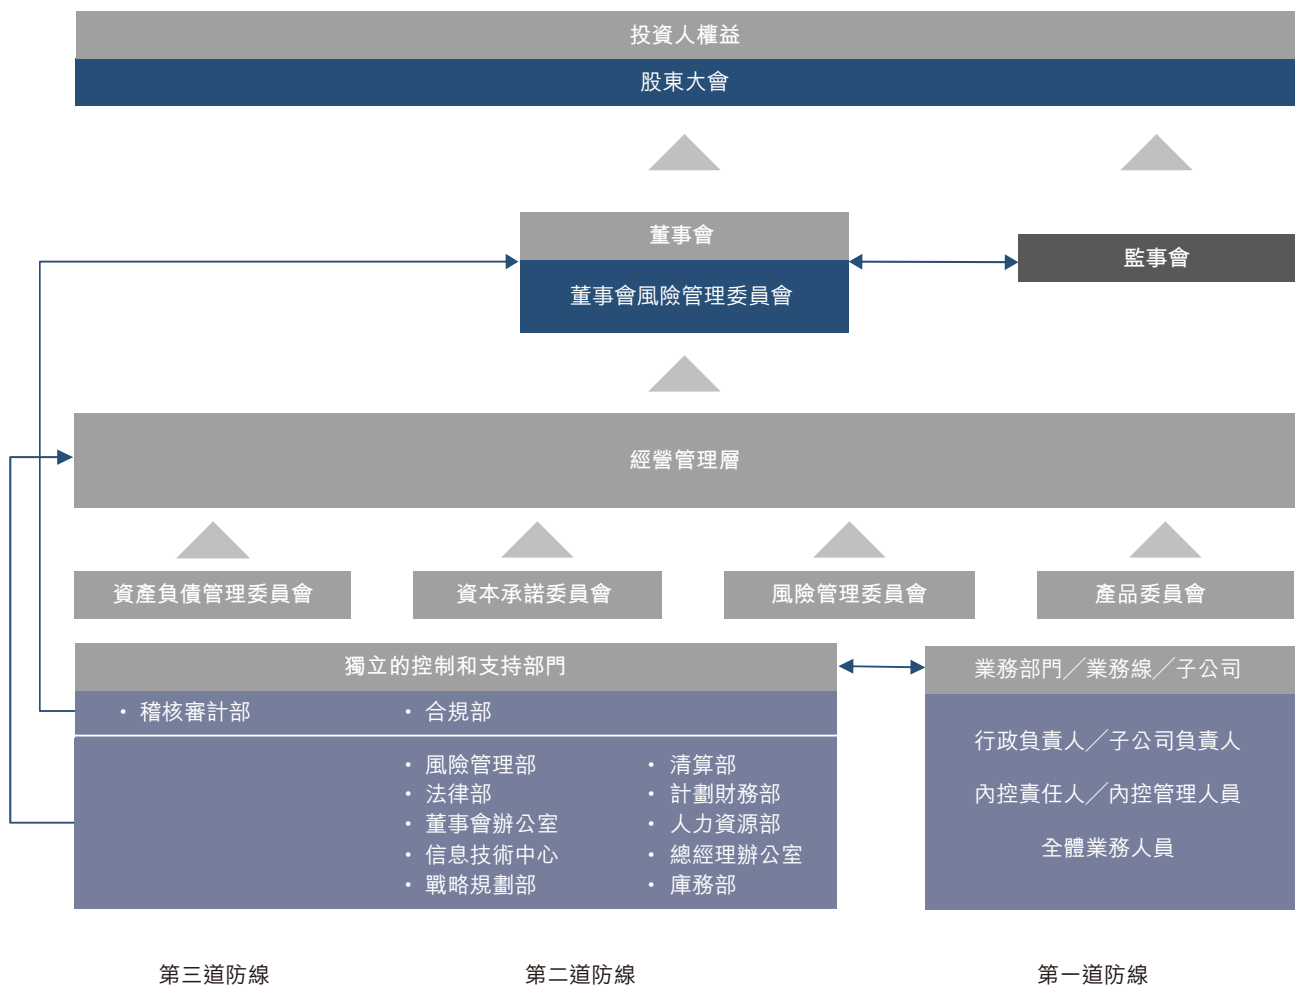 投資人權益
股東大會
董事會
董事會風險管理委員會
監事會
經營管理層
資產負債管理委員會
資本承諾委員會
風險管理委員會
產品委員會
獨立的控制和支持部門
• 稽核審計部
• 合規部
• 風險管理部
• 法律部
• 董事會辦公室
• 信息技術中心
• 戰略規劃部
• 清算部
• 計劃財務部
• 人力資源部
• 總經理辦公室
• 庫務部
業務部門╱業務線╱子公司
行政負責人╱子公司負責人
內控責任人╱內控管理人員
全體業務人員
第三道防線
第二道防線
第一道防線